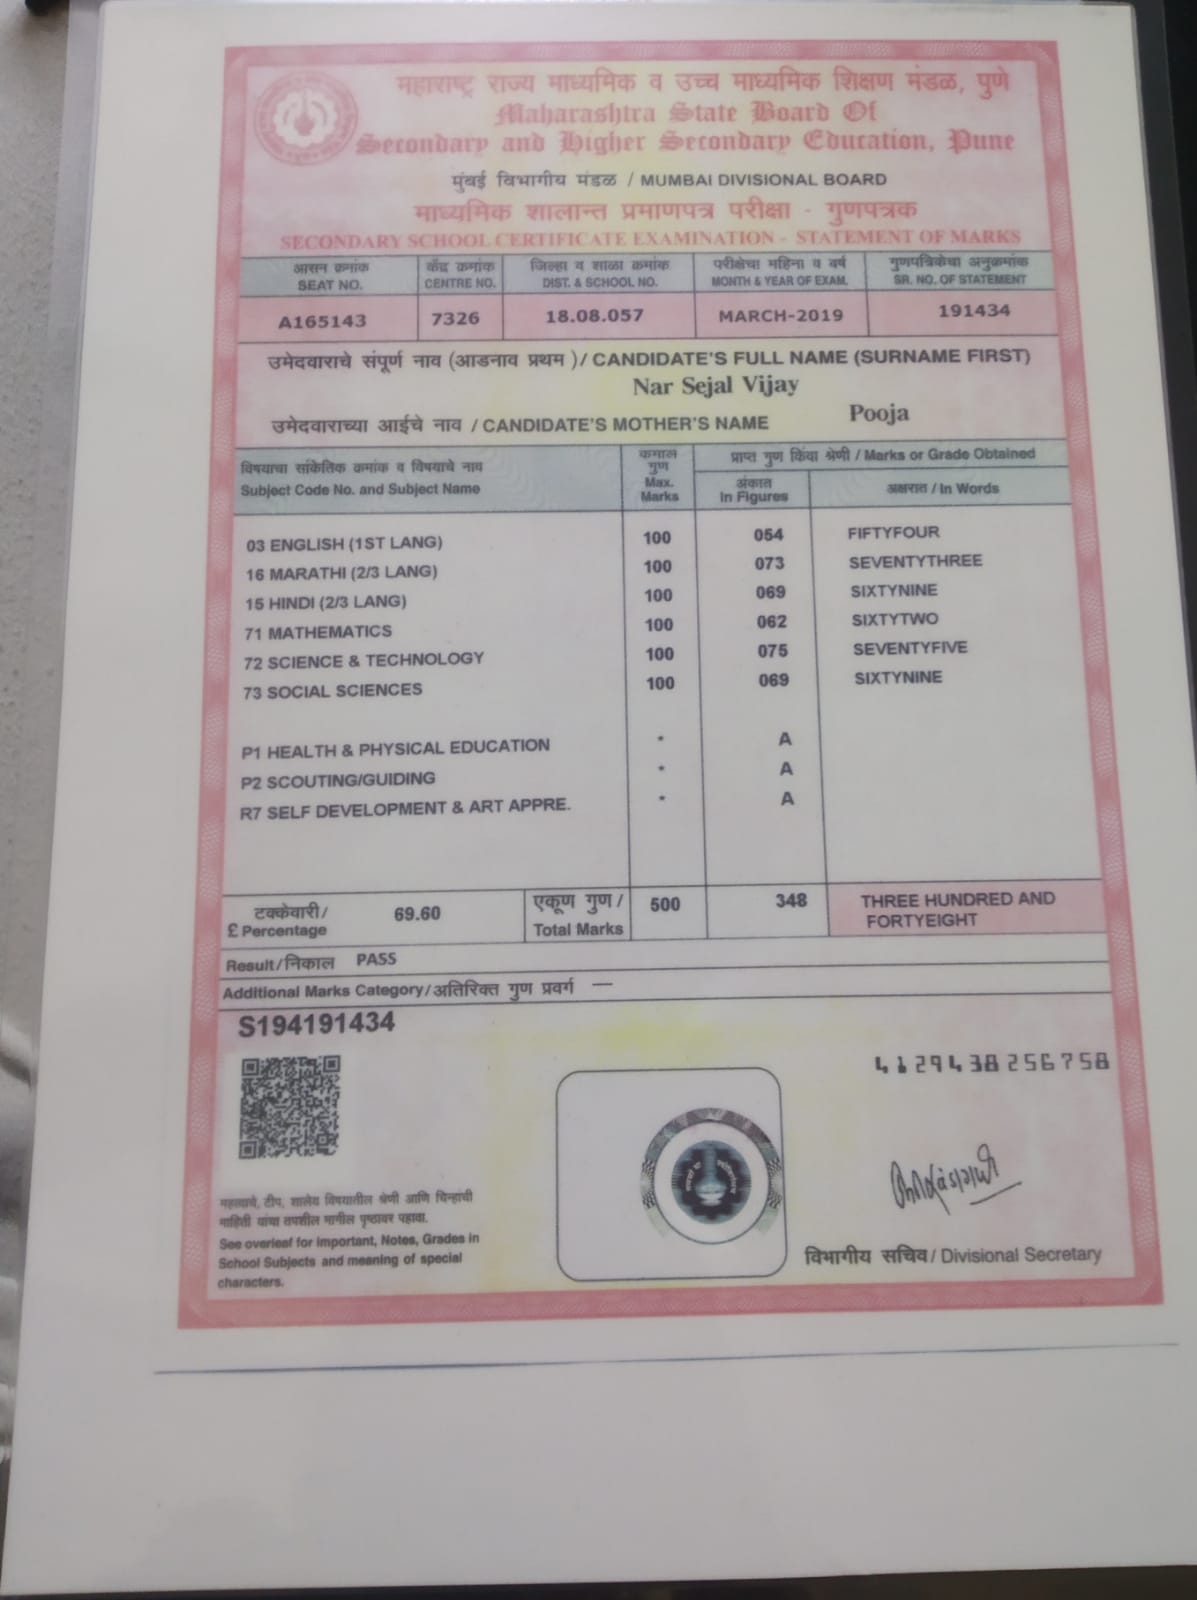 महाराष्ट्र राज्य माध्यमिक व उच्च माध्यमिक शिक्षण मंडळ, पुणे
Maharashtra State Board Of
Secondary and Higher Secondary Education, Pune
मुंबई विभागीय मंडळ / MUMBAI DIVISIONAL BOARD
माध्यमिक शालान्त प्रमाणपत्र परीक्षा - गुणपत्रक
SECONDARY SCHOOL CERTIFICATE EXAMINATION - STATEMENT OF MARKS
आसन क्रमांक केंद्र क्रमांक जिल्हा व शाळा क्रमांक परीक्षेचा महिना व वर्ष गुणपत्रिकेचा अनुक्रमांक
SEAT NO. CENTRE NO. DIST. & SCHOOL NO. MONTH & YEAR OF EXAM. SR. NO. OF STATEMENT
A165143 7326 18.08.057 MARCH-2019 191434
उमेदवाराचे संपूर्ण नाव (आडनाव प्रथम )/ CANDIDATE'S FULL NAME (SURNAME FIRST)
Nar Sejal Vijay
उमेदवाराच्या आईचे नाव / CANDIDATE'S MOTHER'S NAME Pooja
विषयाचा सांकेतिक क्रमांक व विषयाचे नाव
Subject Code No. and Subject Name
कमाल
गुण
Max.
Marks
प्राप्त गुण किंवा श्रेणी / Marks or Grade Obtained
अंकात
In Figures
अक्षरात / In Words
03 ENGLISH (1ST LANG) 100 054 FIFTYFOUR
16 MARATHI (2/3 LANG) 100 073 SEVENTYTHREE
15 HINDI (2/3 LANG) 100 069 SIXTYNINE
71 MATHEMATICS 100 062 SIXTYTWO
72 SCIENCE & TECHNOLOGY 100 075 SEVENTYFIVE
73 SOCIAL SCIENCES 100 069 SIXTYNINE
P1 HEALTH & PHYSICAL EDUCATION * A
P2 SCOUTING/GUIDING * A
R7 SELF DEVELOPMENT & ART APPRE. * A
टक्केवारी/
£ Percentage 69.60
एकूण गुण /
Total Marks 500 348
THREE HUNDRED AND
FORTYEIGHT
Result/निकाल PASS
Additional Marks Category/अतिरिक्त गुण प्रवर्ग —
S194191434
4129438256758
महत्वाचे, टीप, शालेय विषयातील श्रेणी आणि चिन्हांची
माहिती यांचा तपशील मागील पृष्ठावर पहावा.
See overleaf for Important, Notes, Grades in
School Subjects and meaning of special
characters.
विभागीय सचिव / Divisional Secretary